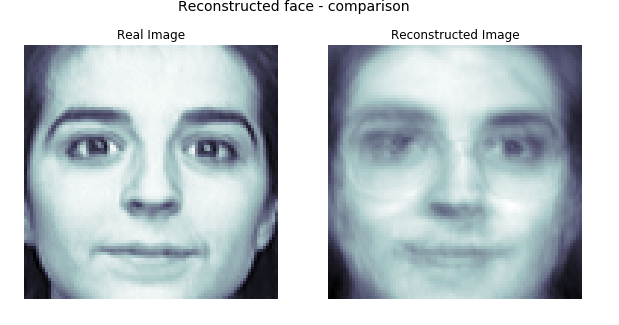 Reconstructed face - comparison
Real Image
Reconstructed Image